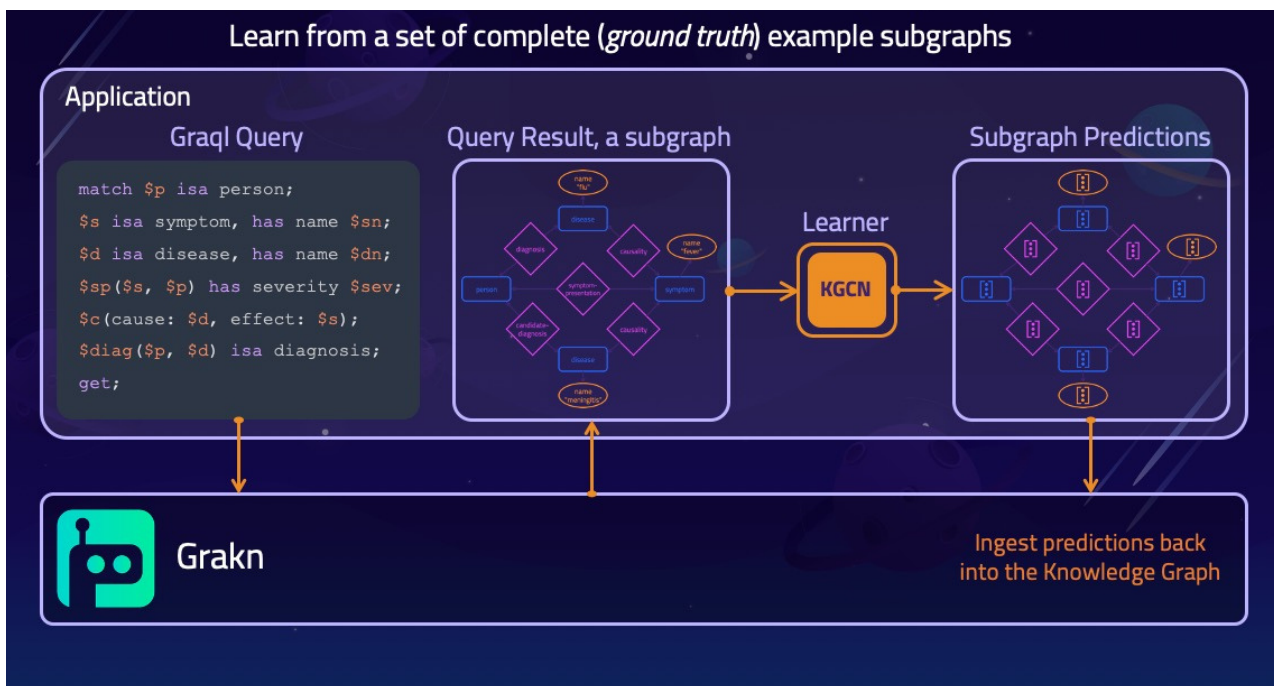 Learn from a set of complete (ground truth) example subgraphs
Application
Graql Query
match $p isa person;
$s isa symptom, has name $sn;
$d isa disease, has name $dn;
$sp($s, $p) has severity $sev;
$c(cause: $d, effect: $s);
$diag($p, $d) isa diagnosis;
get;
Query Result, a subgraph
name
"flu"
disease
diagnosis
causality
name
"fever"
person
symptom-
presentation
symptom
candidate-
diagnosis
causality
disease
name
"meningitis"
Learner
KGCN
Subgraph Predictions
Grakn
Ingest predictions back
into the Knowledge Graph